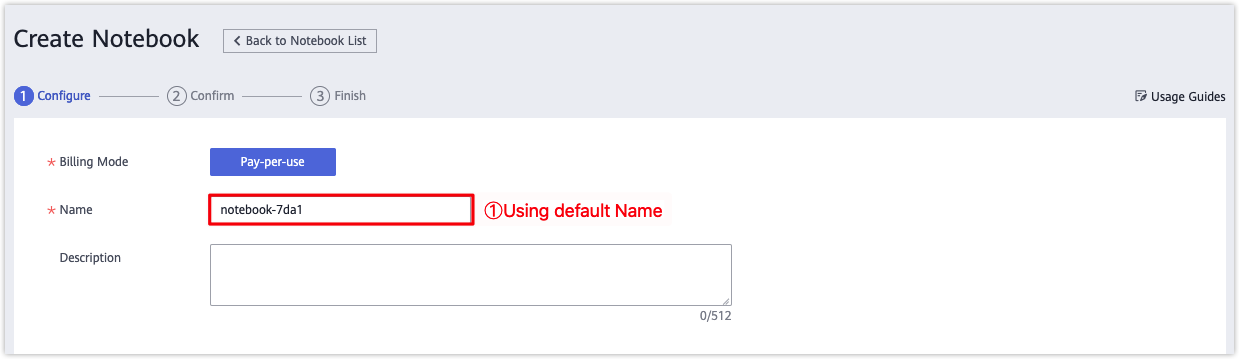 Create Notebook
< Back to Notebook List
1 Configure
2 Confirm
3 Finish
Usage Guides
* Billing Mode
Pay-per-use
* Name
notebook-7da1
①Using default Name
Description
0/512